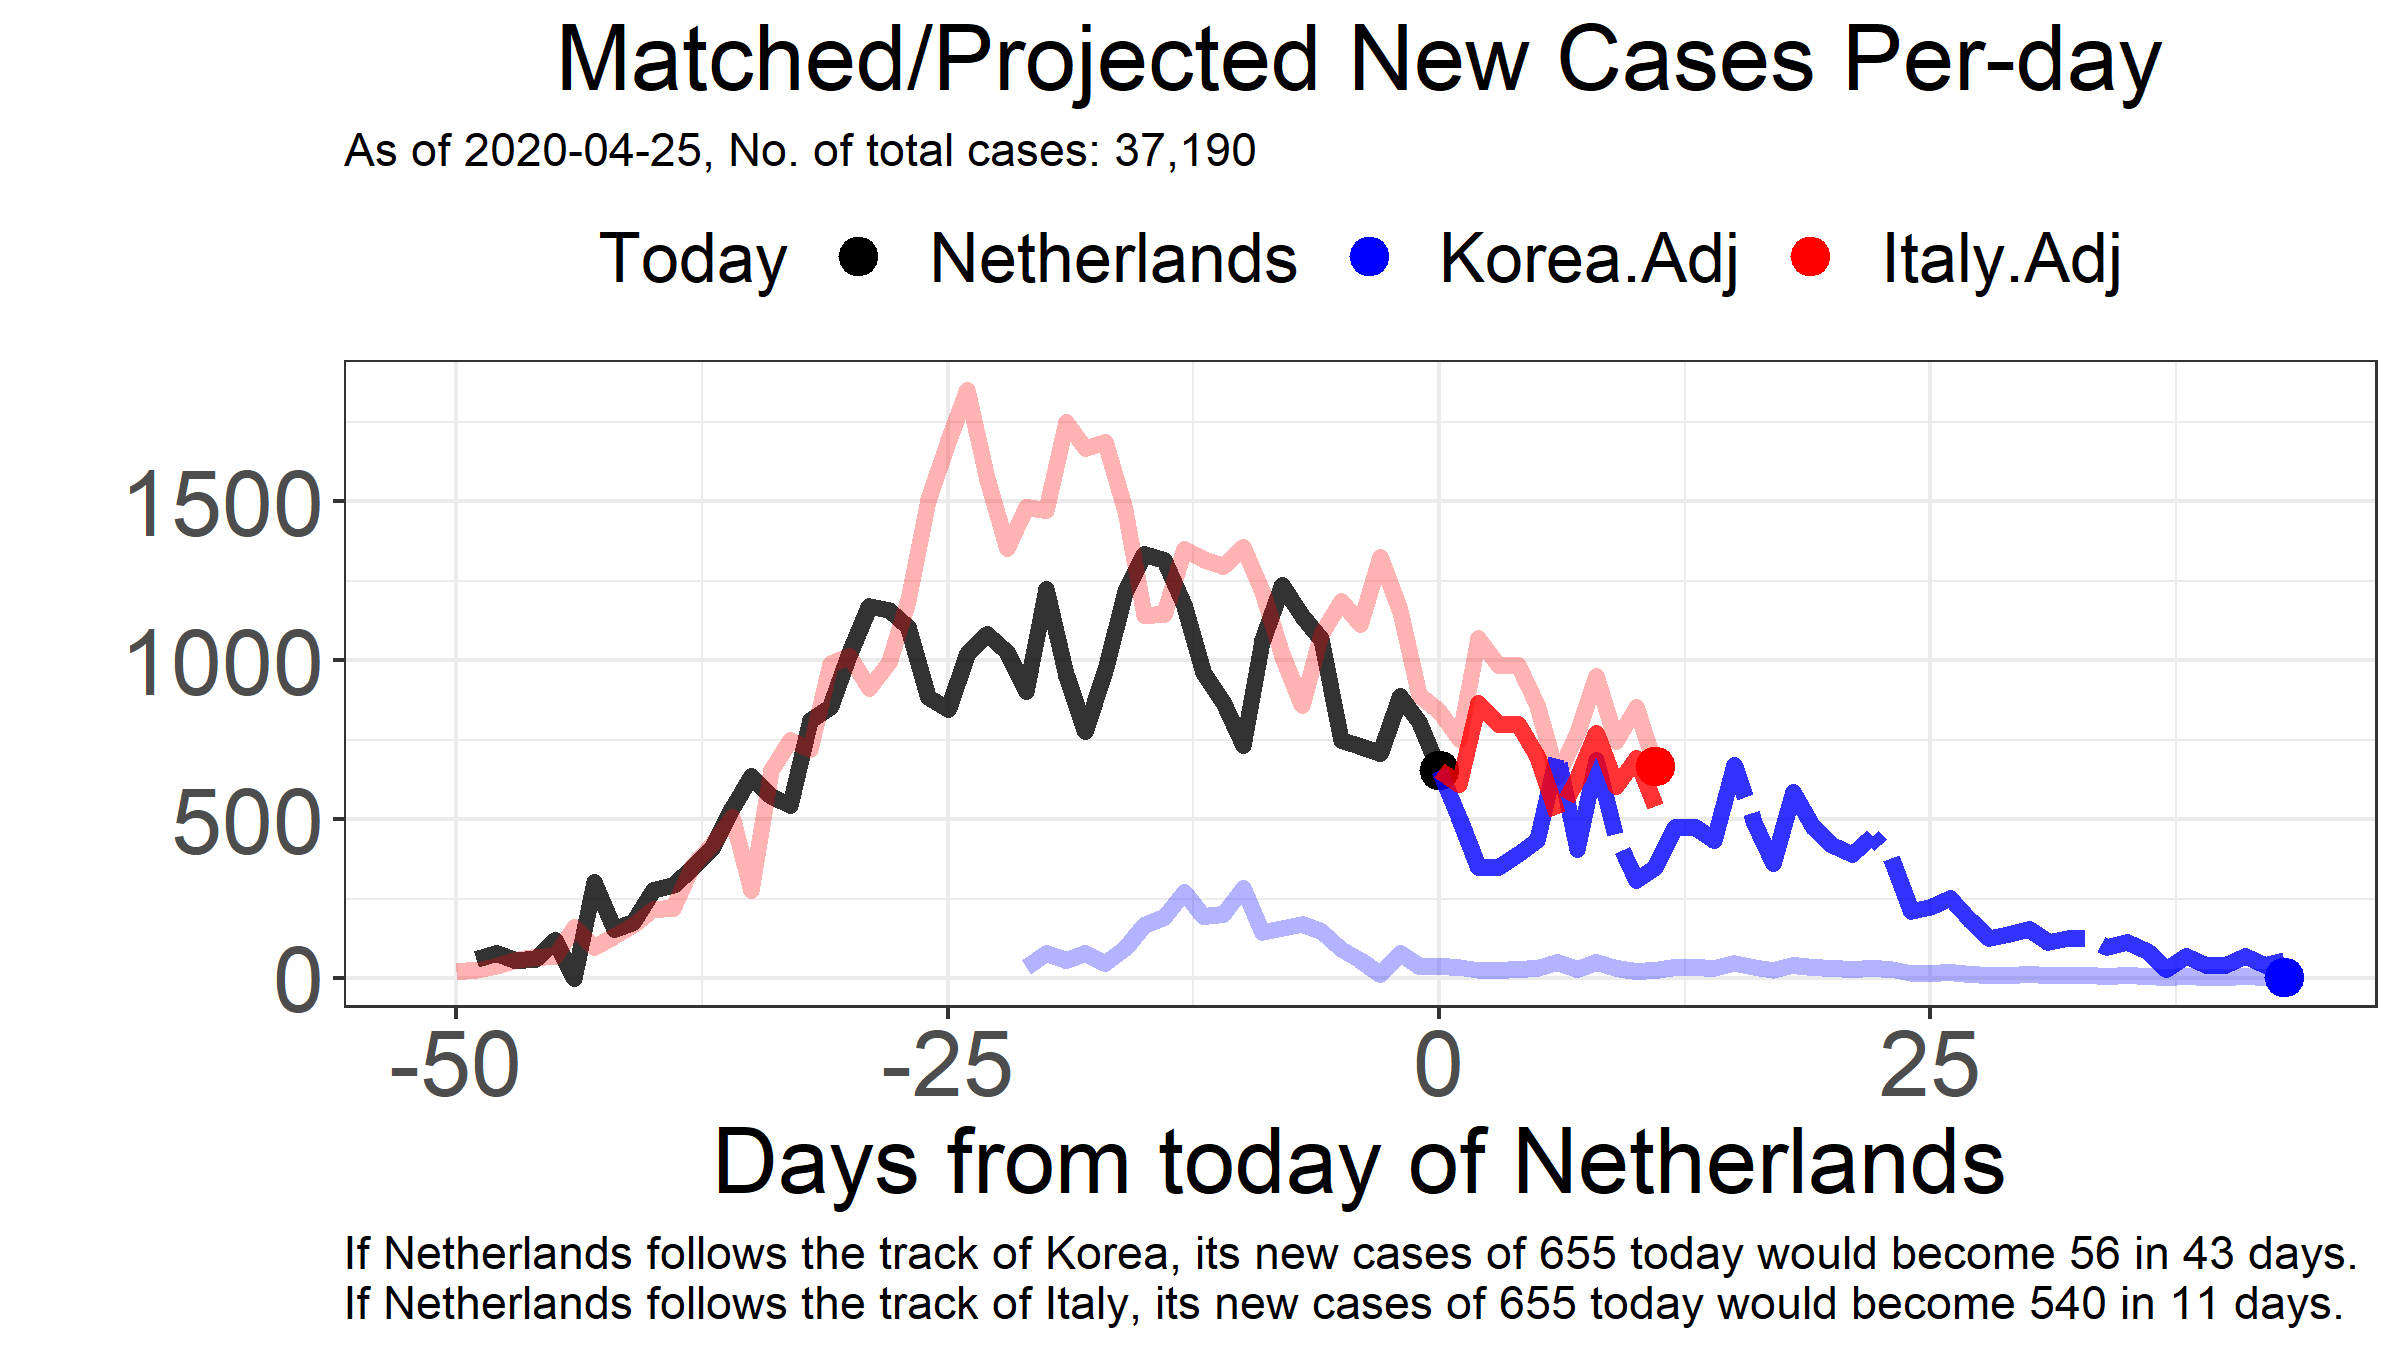 Matched/Projected New Cases Per-day
As of 2020-04-25, No. of total cases: 37,190
Today Netherlands Korea.Adj Italy.Adj
1500
1000
500
0
-50 -25 0 25
Days from today of Netherlands
If Netherlands follows the track of Korea, its new cases of 655 today would become 56 in 43 days.
If Netherlands follows the track of Italy, its new cases of 655 today would become 540 in 11 days.